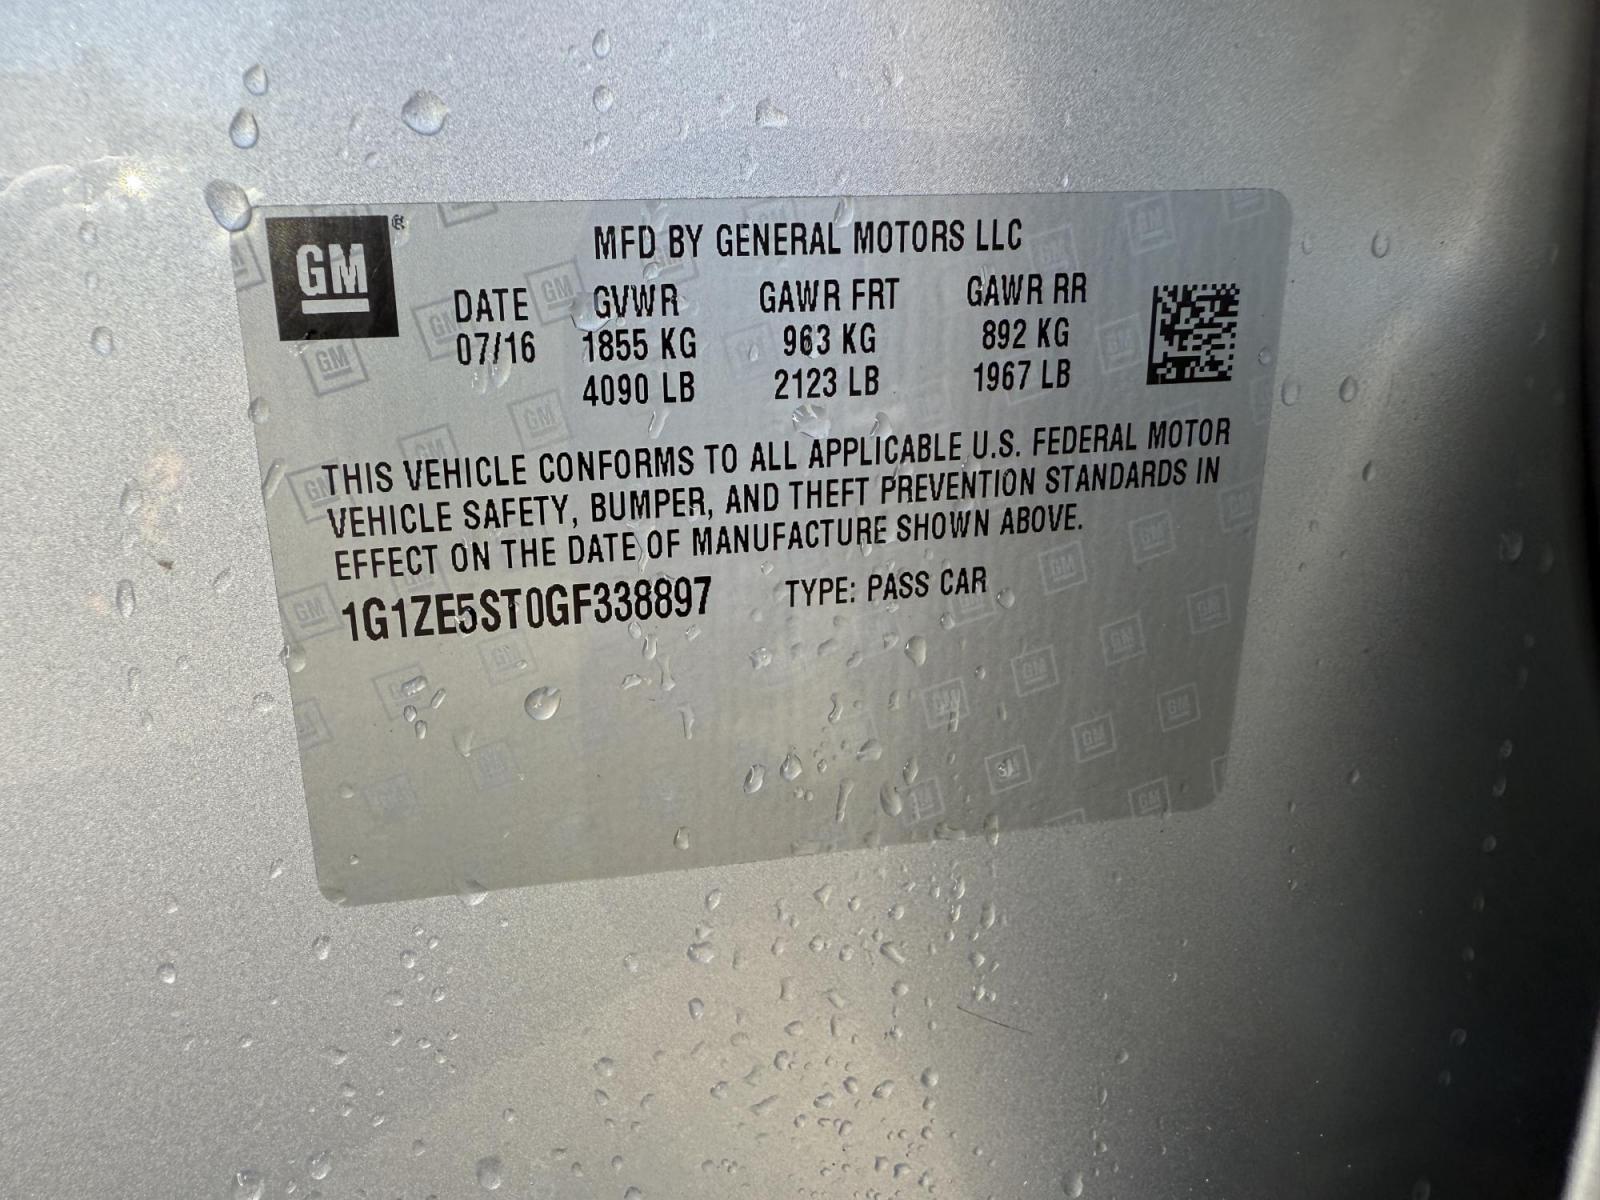 GM®
MFD BY GENERAL MOTORS LLC
DATE GVWR GAWR FRT GAWR RR
07/16 1855 KG 963 KG 892 KG
4090 LB 2123 LB 1967 LB
THIS VEHICLE CONFORMS TO ALL APPLICABLE U.S. FEDERAL MOTOR
VEHICLE SAFETY, BUMPER, AND THEFT PREVENTION STANDARDS IN
EFFECT ON THE DATE OF MANUFACTURE SHOWN ABOVE.
1G1ZE5ST0GF338897 TYPE: PASS CAR